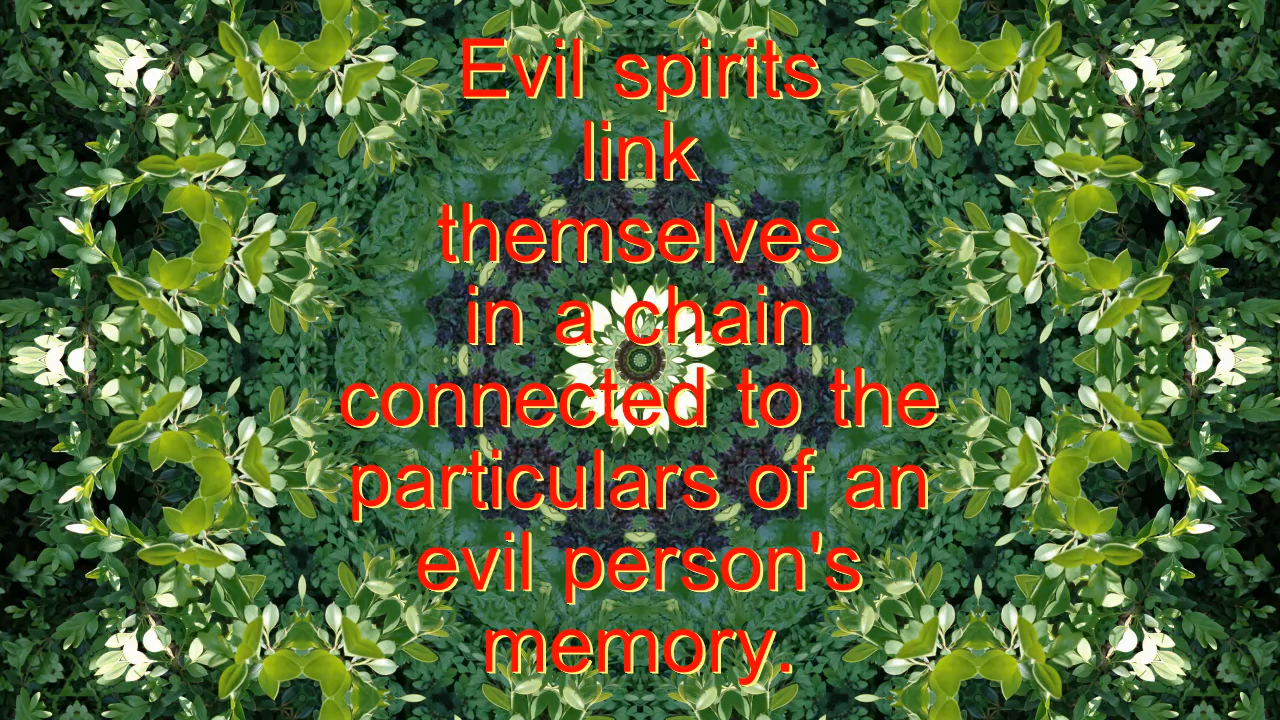 Evil spirits
link
themselves
in a chain
connected to the
particulars of an
evil person's
memory.